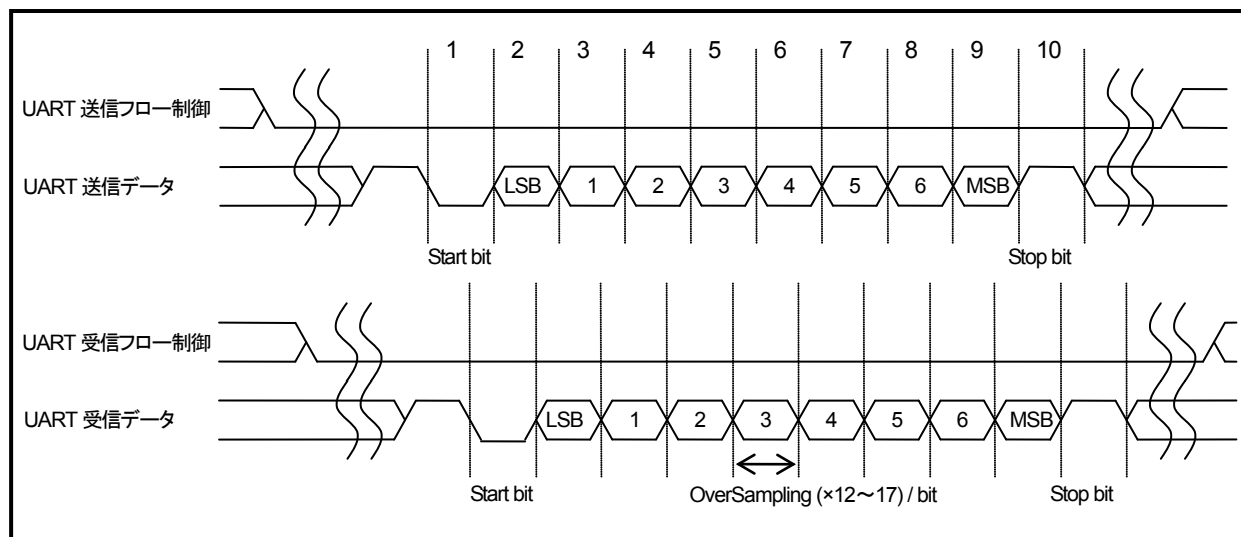 1 2 3 4 5 6 7 8 9 10
UART 送信フロー制御
UART 送信データ
LSB 1 2 3 4 5 6 MSB
Start bit Stop bit
UART 受信フロー制御
UART 受信データ
LSB 1 2 3 4 5 6 MSB
Start bit OverSampling (×12～17) / bit Stop bit